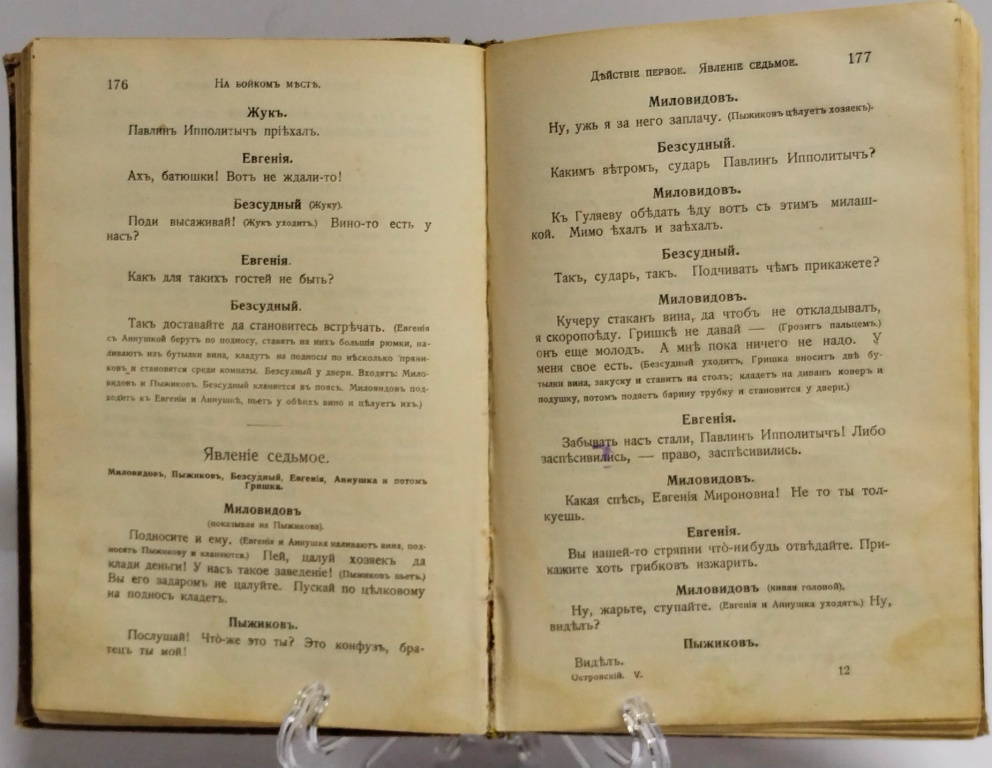 176
На бойкомъ мѣстѣ.
Жукъ.
Павлинъ Ипполитычъ пріѣхалъ.
Евгенія.
Ахъ, батюшки! Вотъ не ждали-то!
Безсудный (Жуку).
Поди высаживай! (Жукъ уходитъ.) Вино-то есть у
насъ?
Евгенія.
Какъ для такихъ гостей не быть?
Безсудный.
Такъ доставайте да становитесь встрѣчать. (Евгенія
съ Аннушкой берутъ по подносу, ставятъ на нихъ большія рюмки, на-
ливаютъ изъ бутылки вина, кладутъ на подносы по нѣсколько пряни-
ковъ и становятся среди комнаты. Безсудный у двери. Входятъ: Мило-
видовъ и Пыжиковъ. Безсудный кланяется въ поясъ. Миловидовъ под-
ходитъ къ Евгеніи и Аннушкѣ, пьетъ у обѣихъ вино и цѣлуетъ ихъ.)
Явленіе седьмое.
Миловидовъ, Пыжиковъ, Безсудный, Евгенія, Аннушка и потомъ
Гришка.
Миловидовъ
(показывая на Пыжикова).
Подносите и ему. (Евгенія и Аннушка наливаютъ вина, под-
носятъ Пыжикову и кланяются.) Пей, цалуй хозяекъ да
клади деньги! У насъ такое заведеніе! (Пыжиковъ пьетъ.)
Вы его задаромъ не цалуйте. Пускай по цѣлковому
на подносъ кладетъ.
Пыжиковъ.
Послушай! Что̀-же это ты? Это конфузъ, бра-
тецъ ты мой!
Дѣйствіе первое. Явленіе седьмое.
177
Миловидовъ.
Ну, ужъ я за него заплачу. (Пыжиковъ цѣлуетъ хозяекъ).
Безсудный.
Какимъ вѣтромъ, сударь Павлинъ Ипполитычъ?
Миловидовъ.
Къ Гуляеву обѣдать ѣду вотъ съ этимъ милаш-
кой. Мимо ѣхалъ и заѣхалъ.
Безсудный.
Такъ, сударь, такъ. Подчивать чѣмъ прикажете?
Миловидовъ.
Кучеру стаканъ вина, да чтобъ не откладывалъ,
я скоропоѣду. Гришкѣ не давай — (Грозитъ пальцемъ.)
онъ еще молодъ. А мнѣ пока ничего не надо. У
меня свое есть. (Безсудный уходитъ, Гришка вноситъ двѣ бу-
тылки вина, закуску и ставитъ на столъ; кладетъ на диванъ коверъ и
подушку, потомъ подаетъ барину трубку и становится у двери.)
Евгенія.
Забывать насъ стали, Павлинъ Ипполитычъ! Либо
заспѣсивились, — право, заспѣсивились.
Миловидовъ.
Какая спѣсь, Евгенія Мироновна! Не то ты тол-
куешь.
Евгенія.
Вы нашей-то стряпни что̀-нибудь отвѣдайте. При-
кажите хоть грибковъ изжарить.
Миловидовъ (кивая головой).
Ну, жарьте, ступайте. (Евгенія и Аннушка уходятъ.) Ну,
видѣлъ?
Пыжиковъ.
Видѣлъ.
Островскій. V.
12